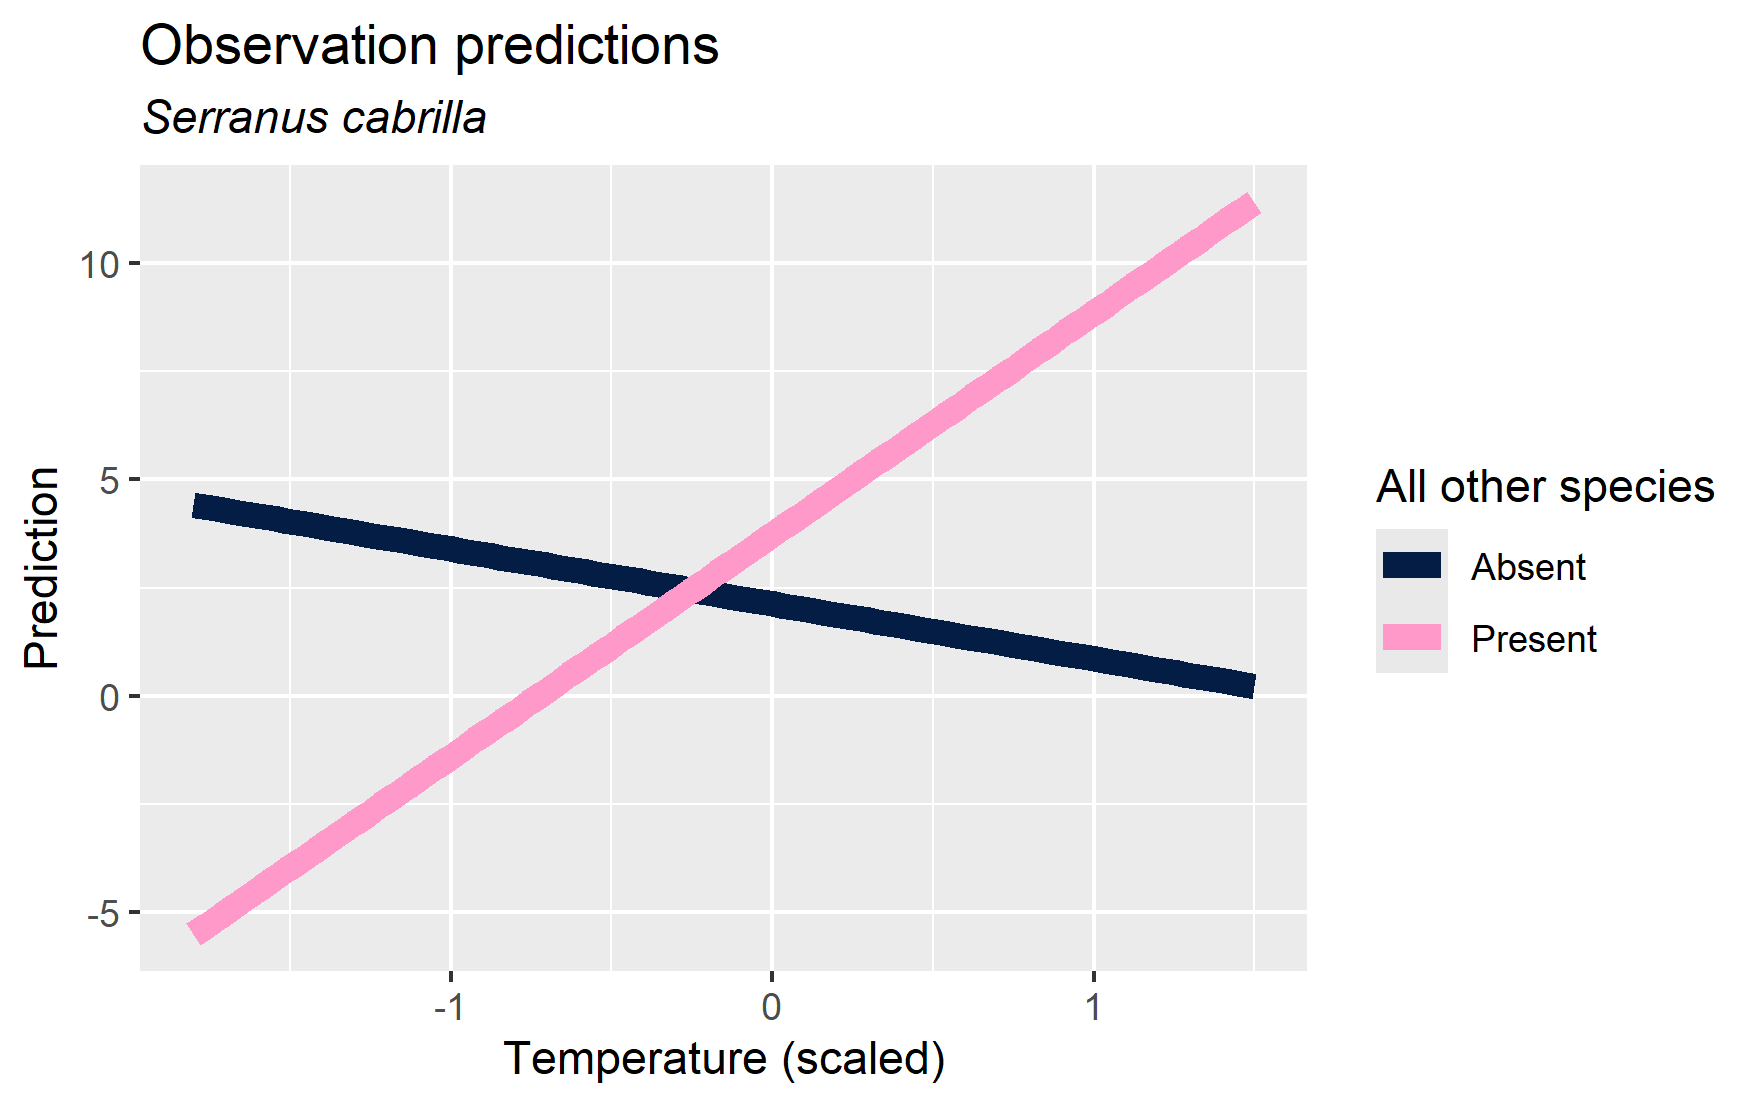 Observation predictions
Serranus cabrilla
Prediction
10
5
0
-5
-1
0
1
Temperature (scaled)
All other species
Absent
Present